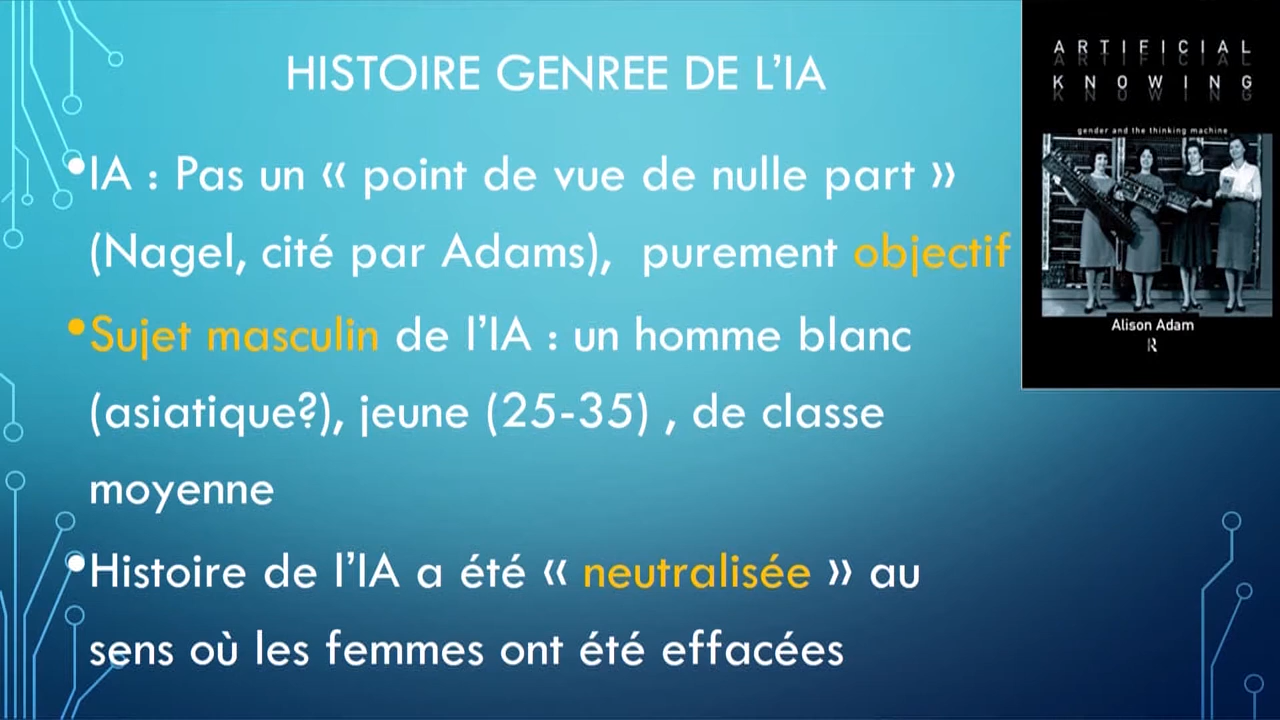 HISTOIRE GENREE DE L’IA
•IA : Pas un « point de vue de nulle part »
(Nagel, cité par Adams), purement objectif
•Sujet masculin de l’IA : un homme blanc
(asiatique?), jeune (25-35) , de classe
moyenne
•Histoire de l’IA a été « neutralisée » au
sens où les femmes ont été effacées
ARTIFICIAL
KNOWING
gender and the thinking machine
Alison Adam
R